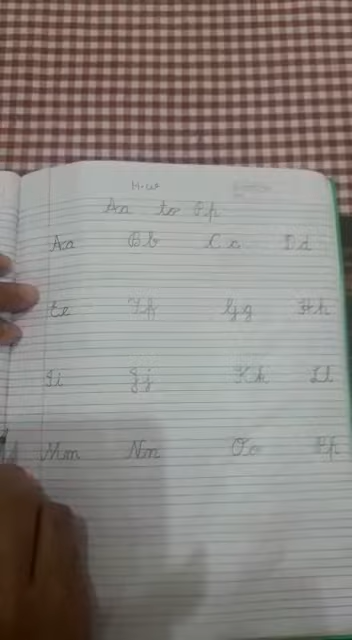 H.W
Aa to Pp
Aa Bb Cc Dd
Ee Ff Gg Hh
Ii Jj Kk Ll
Mm Nn Oo Pp